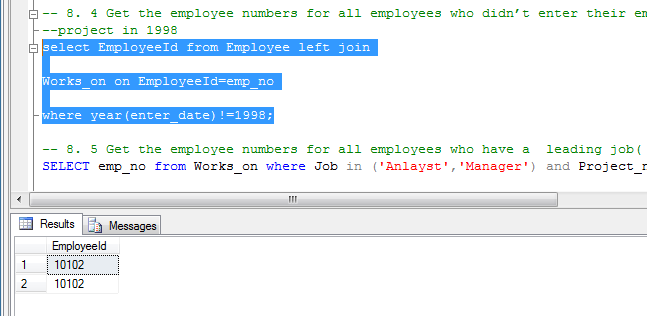 -- 8. 4 Get the employee numbers for all employees who didn't enter their em
--project in 1998
select EmployeeId from Employee left join
Works_on on EmployeeId=emp_no
where year(enter_date)!=1998;
-- 8. 5 Get the employee numbers for all employees who have a  leading job(
SELECT emp_no from Works_on where Job in ('Anlayst','Manager') and Project_n
Results
Messages
EmployeeId
1 10102
2 10102